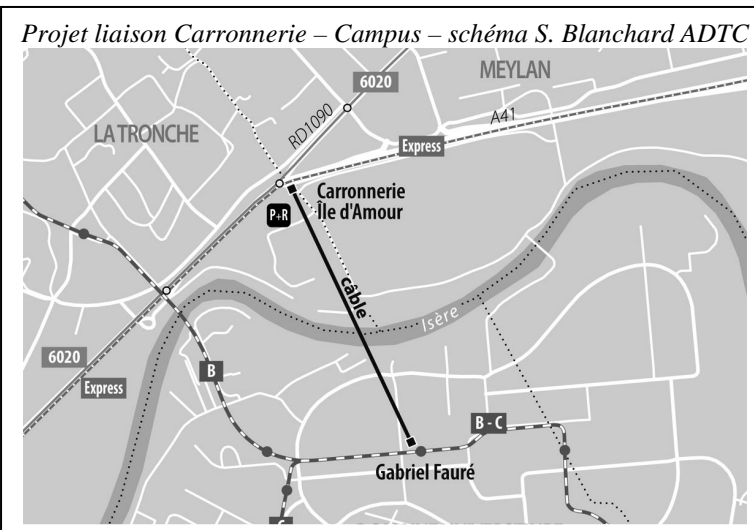 Projet liaison Carronnerie – Campus – schéma S. Blanchard ADTC
MEYLAN
6020
RD1090
LA TRONCHE
A41
Express
Carronnerie
Île d'Amour
P+R
câble
Isère
6020
Express
B
B - C
Gabriel Fauré